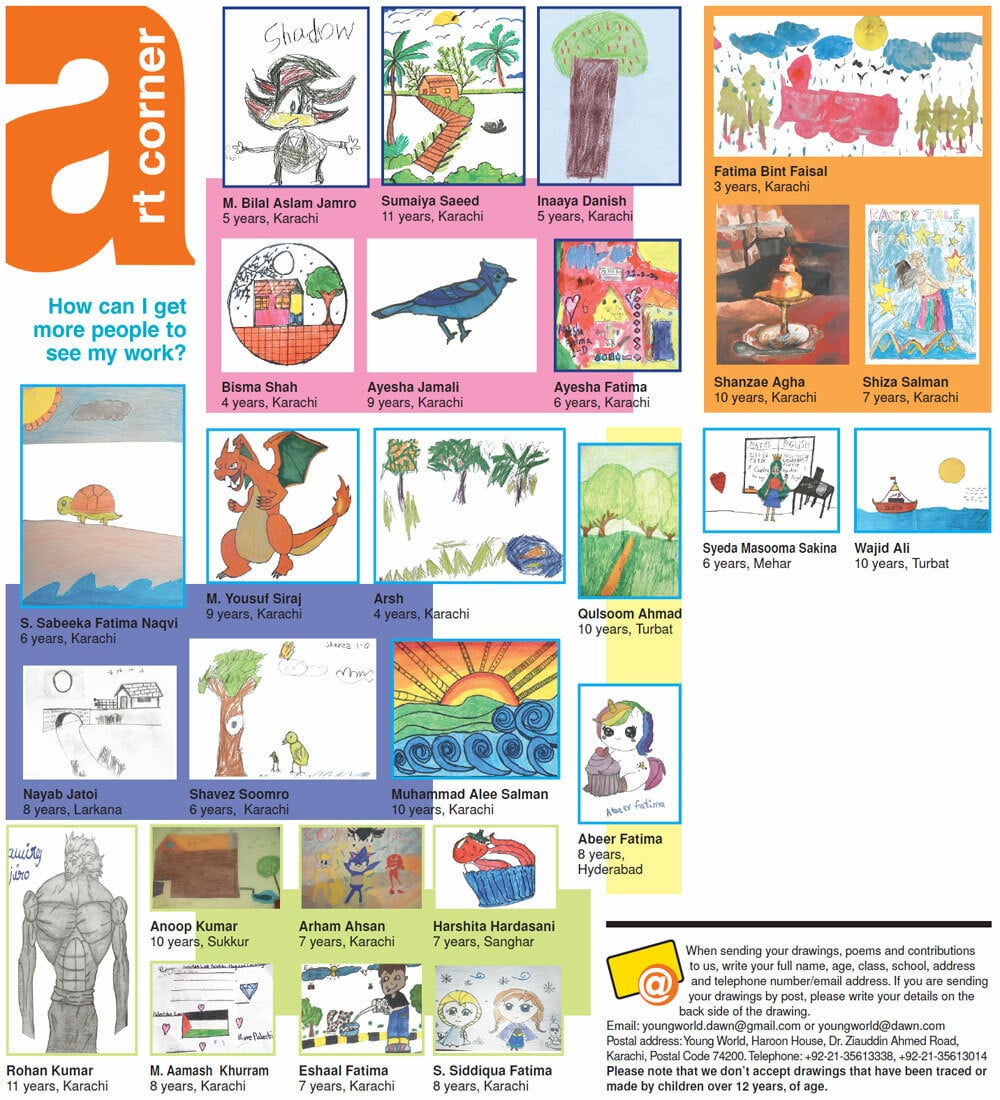 art corner
Shadow
M. Bilal Aslam Jamro
5 years, Karachi
Sumaiya Saeed
11 years, Karachi
Inaaya Danish
5 years, Karachi
Fatima Bint Faisal
3 years, Karachi
How can I get
more people to
see my work?
Bisma Shah
4 years, Karachi
Ayesha Jamali
9 years, Karachi
Ayesha Fatima
6 years, Karachi
Shanzae Agha
10 years, Karachi
FAIRY TALE
Shiza Salman
7 years, Karachi
S. Sabeeka Fatima Naqvi
6 years, Karachi
M. Yousuf Siraj
9 years, Karachi
Arsh
4 years, Karachi
Qulsoom Ahmad
10 years, Turbat
MATHS ENGLISH
Syeda Masooma Sakina
6 years, Mehar
Wajid Ali
10 years, Turbat
Nayab Jatoi
8 years, Larkana
Shavez 1-G
Shavez Soomro
6 years, Karachi
Muhammad Alee Salman
10 years, Karachi
Abeer fatima
Abeer Fatima
8 years,
Hyderabad
Rohan Kumar
11 years, Karachi
Anoop Kumar
10 years, Sukkur
Arham Ahsan
7 years, Karachi
Harshita Hardasani
7 years, Sanghar
M. Aamash Khurram
8 years, Karachi
Eshaal Fatima
7 years, Karachi
S. Siddiqua Fatima
8 years, Karachi
@
When sending your drawings, poems and contributions
to us, write your full name, age, class, school, address
and telephone number/email address. If you are sending
your drawings by post, please write your details on the
back side of the drawing.
Email: youngworld.dawn@gmail.com or youngworld@dawn.com
Postal address: Young World, Haroon House, Dr. Ziauddin Ahmed Road,
Karachi, Postal Code 74200. Telephone: +92-21-35613338, +92-21-35613014
Please note that we don't accept drawings that have been traced or
made by children over 12 years, of age.